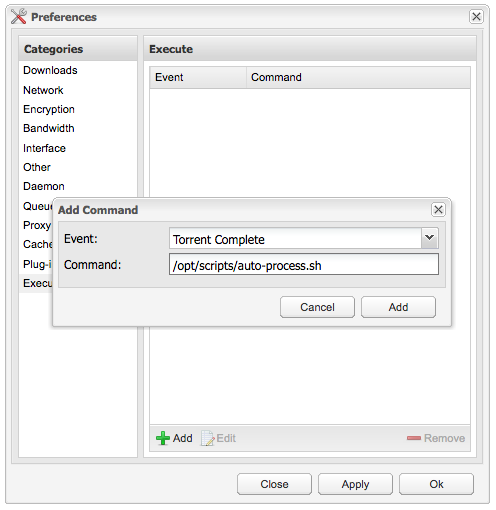 Preferences
Categories
Execute
Downloads
Event Command
Network
Encryption
Bandwidth
Interface
Other
Daemon
Queue
Proxy
Cache
Plug-i
Execu
Add Command
Event: Torrent Complete
Command: /opt/scripts/auto-process.sh
Cancel Add
Add Edit Remove
Close Apply Ok